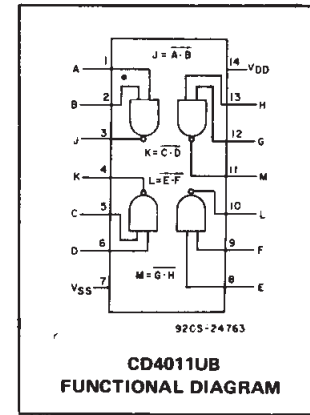 J = A·B
A 1
14 VDD
B 2
13 H
J 3
12 G
K = C·D
K 4
11 M
L = E·F
C 5
10 L
D 6
9 F
M = G·H
VSS 7
8 E
92CS-24763
CD4011UB
FUNCTIONAL DIAGRAM